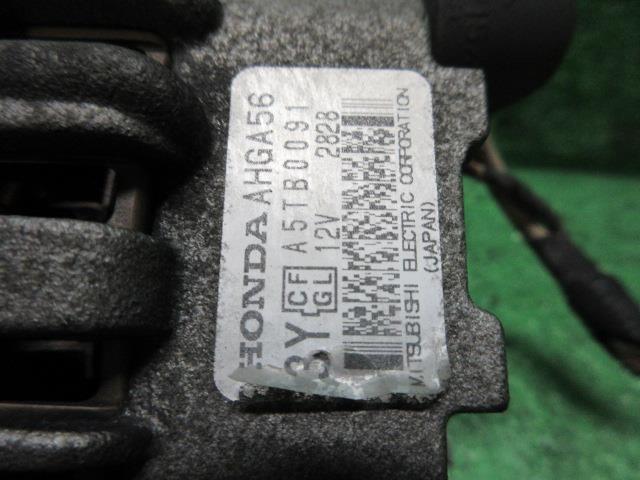 HONDA AHGA56
3Y CF GL A5TB0091
12V 2828
MITSUBISHI ELECTRIC CORPORATION
(JAPAN)